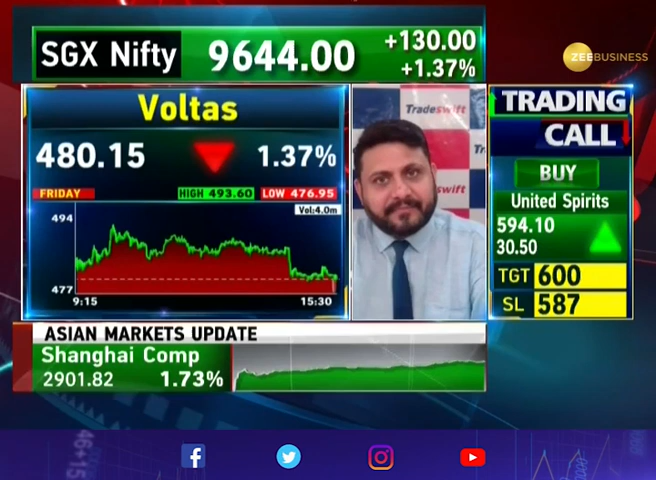 SGX Nifty 9644.00 +130.00
+1.37%
ZEEBUSINESS
Voltas
480.15 1.37%
FRIDAY HIGH 493.60 LOW 476.95
Vol:4.0m
494
477
9:15 15:30
Tradeswift
TRADING
CALL
BUY
United Spirits
594.10
30.50
TGT 600
SL 587
ASIAN MARKETS UPDATE
Shanghai Comp
2901.82 1.73%